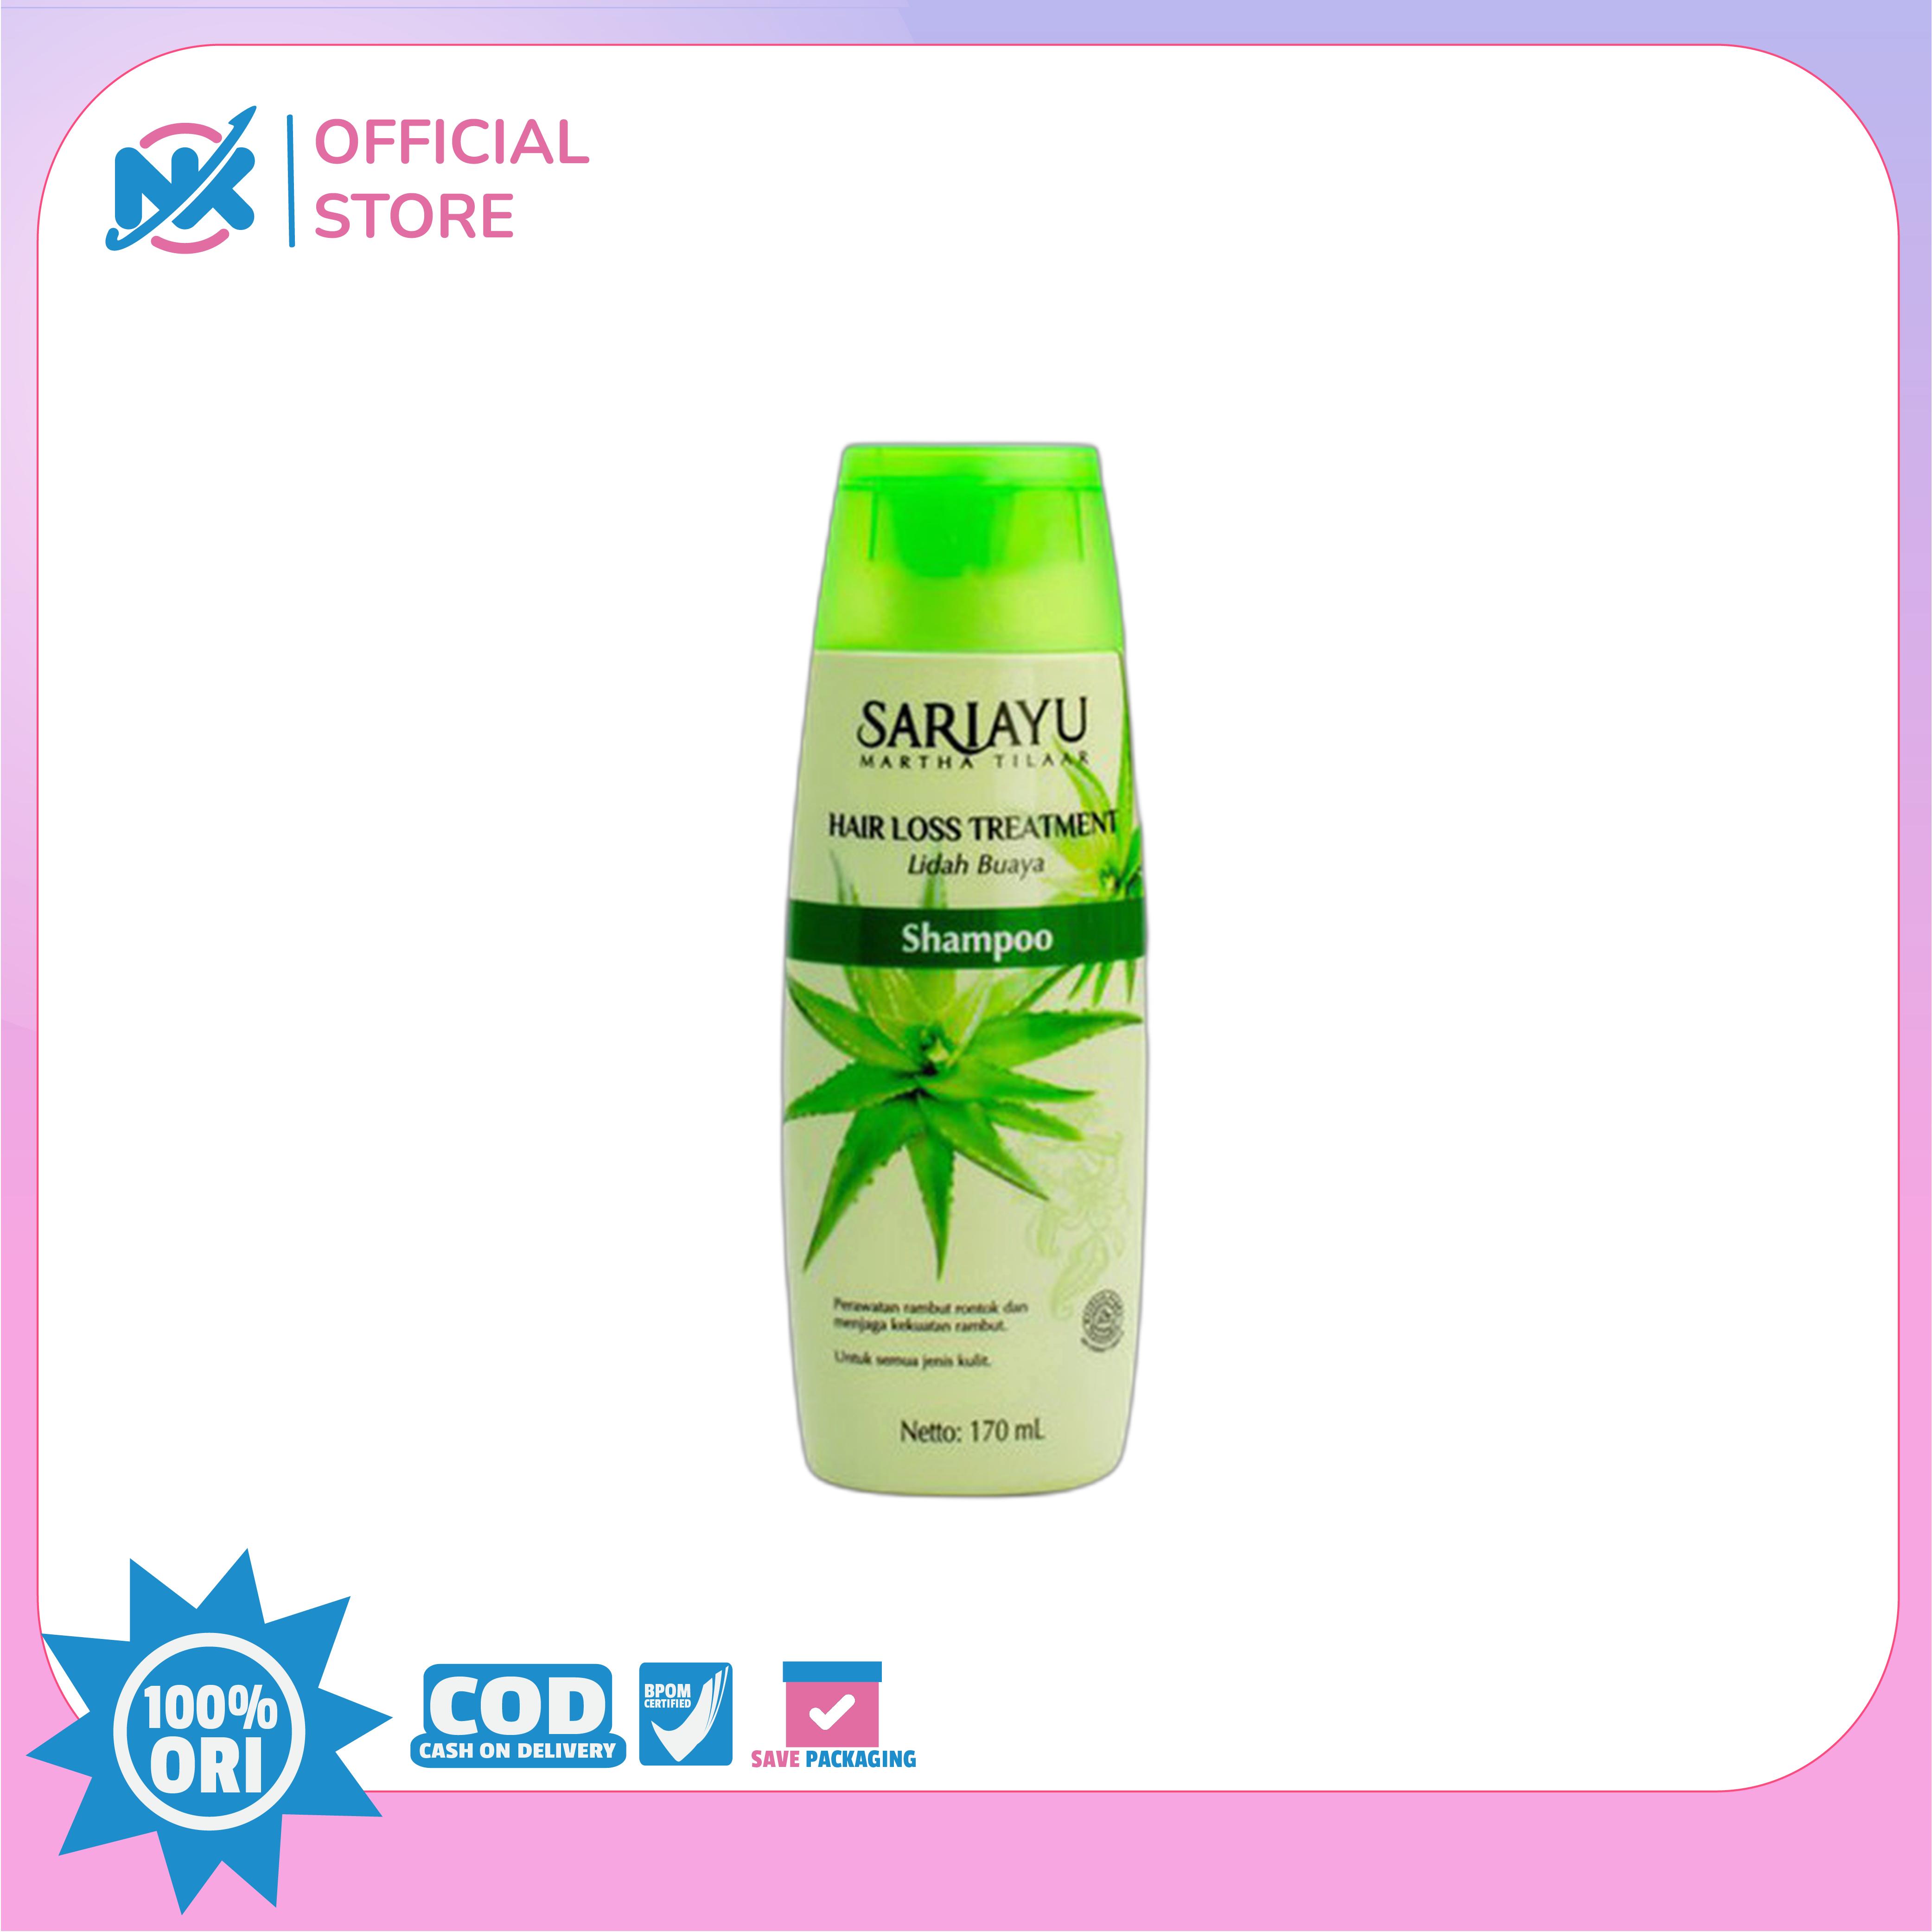 NK
OFFICIAL
STORE
SARIAYU
MARTHA TILAAR
HAIR LOSS TREATMENT
Lidah Buaya
Shampoo
Perawatan rambut rontok dan
menjaga kekuatan rambut.
Untuk semua jenis kulit.
Netto: 170 mL
100%
ORI
COD
CASH ON DELIVERY
BPOM
CERTIFIED
SAVE PACKAGING